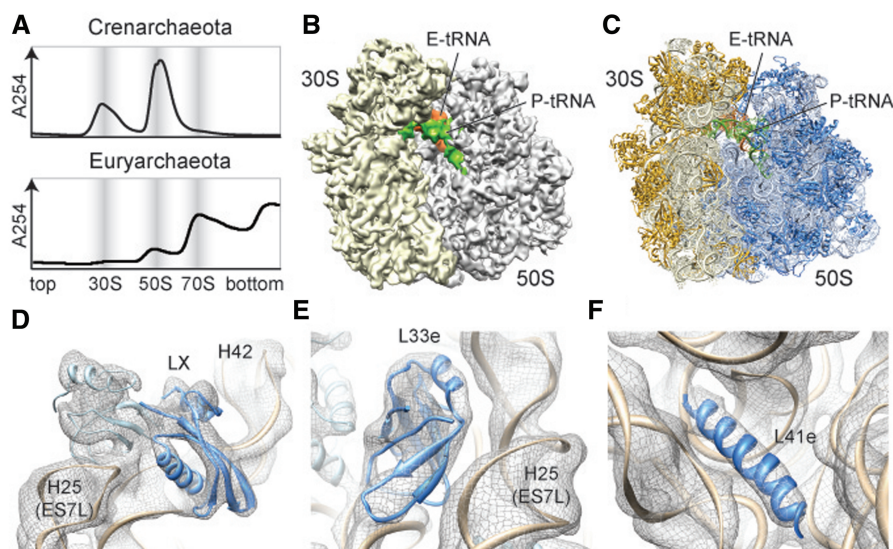 A
Crenarchaeota
A254
Euryarchaeota
A254
top 30S 50S 70S bottom
B
E-tRNA
30S
P-tRNA
50S
C
E-tRNA
30S
P-tRNA
50S
D
LX
H42
H25
(ES7L)
E
L33e
H25
(ES7L)
F
L41e